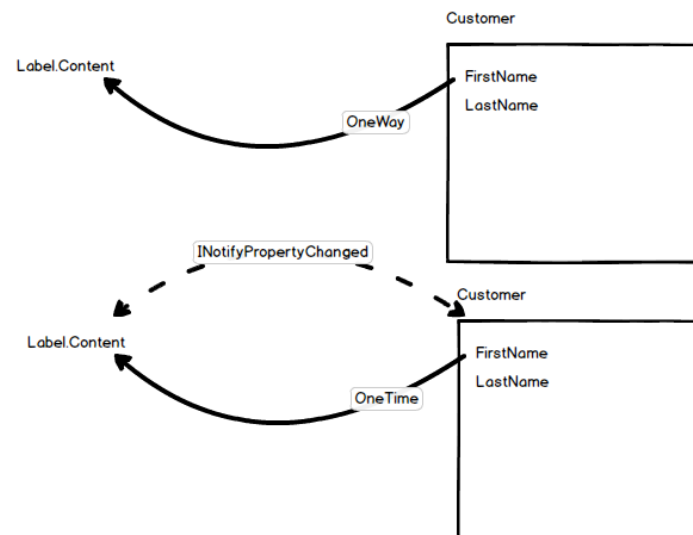 Customer
Label.Content
FirstName
LastName
OneWay
INotifyPropertyChanged
Customer
Label.Content
FirstName
LastName
OneTime